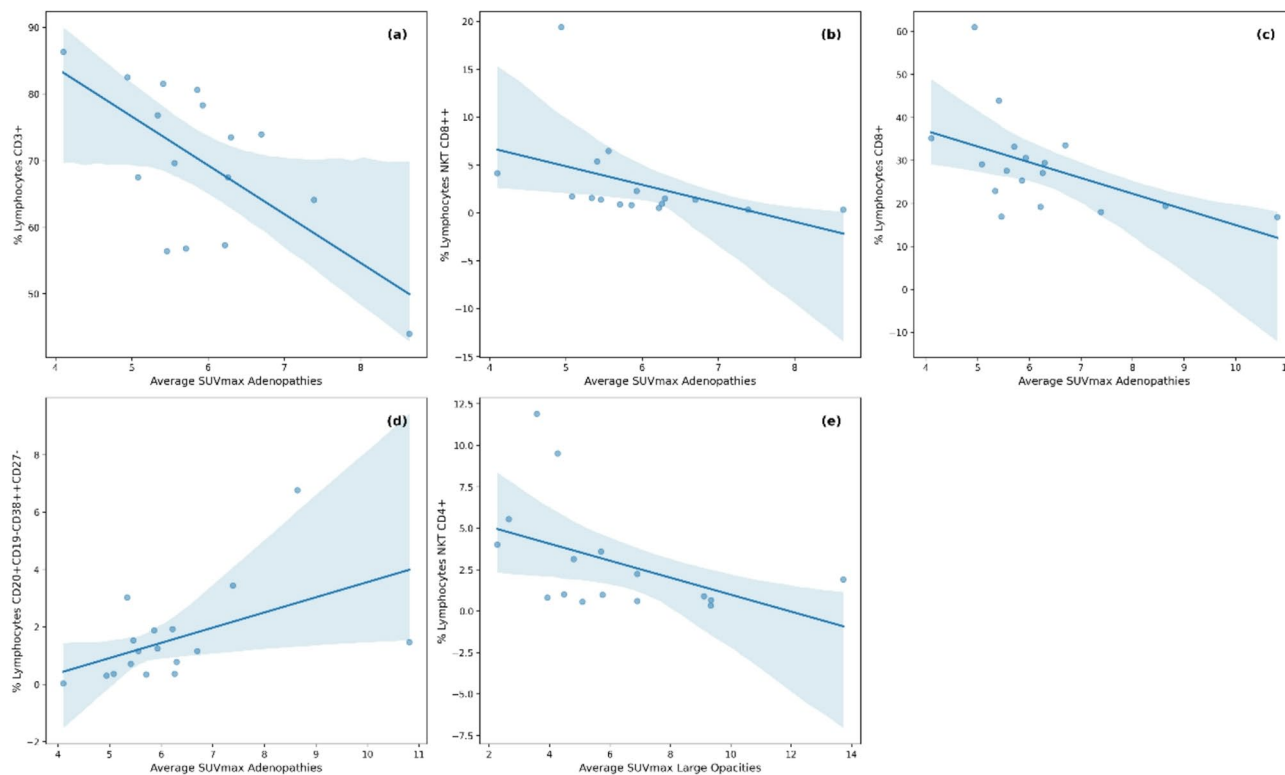 (a)
% Lymphocytes CD3+
90
80
70
60
50
4 5 6 7 8
Average SUVmax Adenopathies
(b)
% Lymphocytes NKT CD8++
20
15
10
5
0
−5
−10
−15
4 5 6 7 8
Average SUVmax Adenopathies
(c)
% Lymphocytes CD8+
60
50
40
30
20
10
0
−10
4 5 6 7 8 9 10 11
Average SUVmax Adenopathies
(d)
% Lymphocytes CD20+CD19-CD38++CD27-
8
6
4
2
0
−2
4 5 6 7 8 9 10 11
Average SUVmax Adenopathies
(e)
% Lymphocytes NKT CD4+
12.5
10.0
7.5
5.0
2.5
0.0
−2.5
−5.0
−7.5
2 4 6 8 10 12 14
Average SUVmax Large Opacities